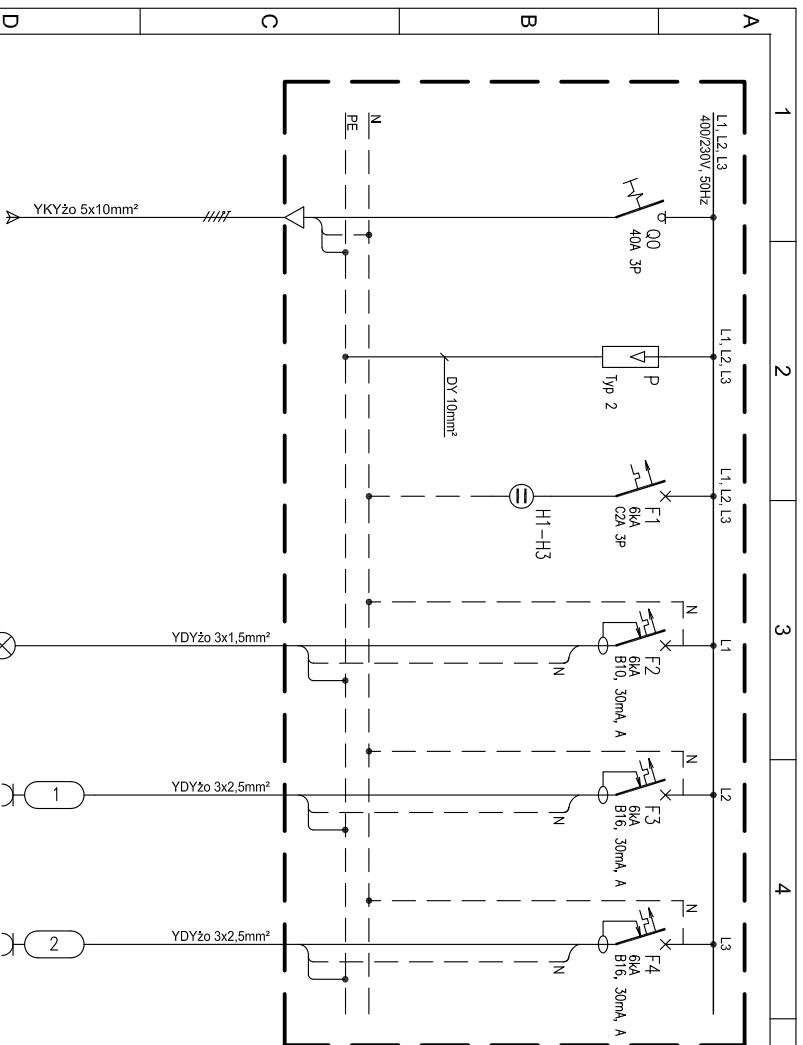 1
2
3
4
A
B
C
D
L1, L2, L3
400/230V, 50Hz
L1, L2, L3
L1, L2, L3
L1
L2
L3
Q0
40A 3P
P
Typ 2
F1
6kA
C2A 3P
F2
6kA
B10, 30mA, A
F3
6kA
B16, 30mA, A
F4
6kA
B16, 30mA, A
N
N
N
H1-H3
DY 10mm²
N
N
N
N
PE
YKYżo 5x10mm²
YDYżo 3x1,5mm²
YDYżo 3x2,5mm²
YDYżo 3x2,5mm²
1
2